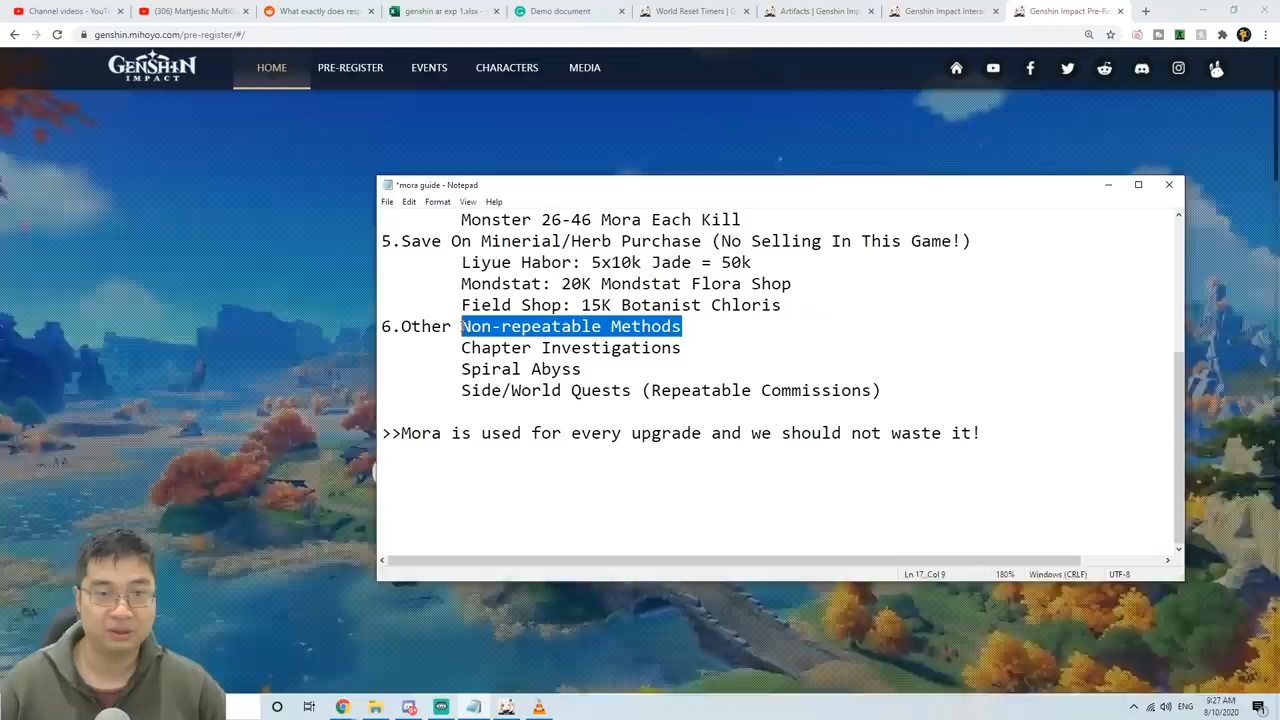 Channel videos - YouT
(306) Mattjestic Multi
What exactly does resp
genshin ar exp 1.xlsx -
Demo document
World Reset Timers | G
Artifacts | Genshin Imp
Genshin Impact Intera
Genshin Impact Pre-Re
genshin.mihoyo.com/pre-register/#/
GENSHIN
IMPACT
HOME
PRE-REGISTER
EVENTS
CHARACTERS
MEDIA
*mora guide - Notepad
File Edit Format View Help
Monster 26-46 Mora Each Kill
5.Save On Minerial/Herb Purchase (No Selling In This Game!)
Liyue Habor: 5x10k Jade = 50k
Mondstat: 20K Mondstat Flora Shop
Field Shop: 15K Botanist Chloris
6.Other Non-repeatable Methods
Chapter Investigations
Spiral Abyss
Side/World Quests (Repeatable Commissions)
>>Mora is used for every upgrade and we should not waste it!
Ln 17, Col 9
180%
Windows (CRLF)
UTF-8
9:27 AM
8/10/2020